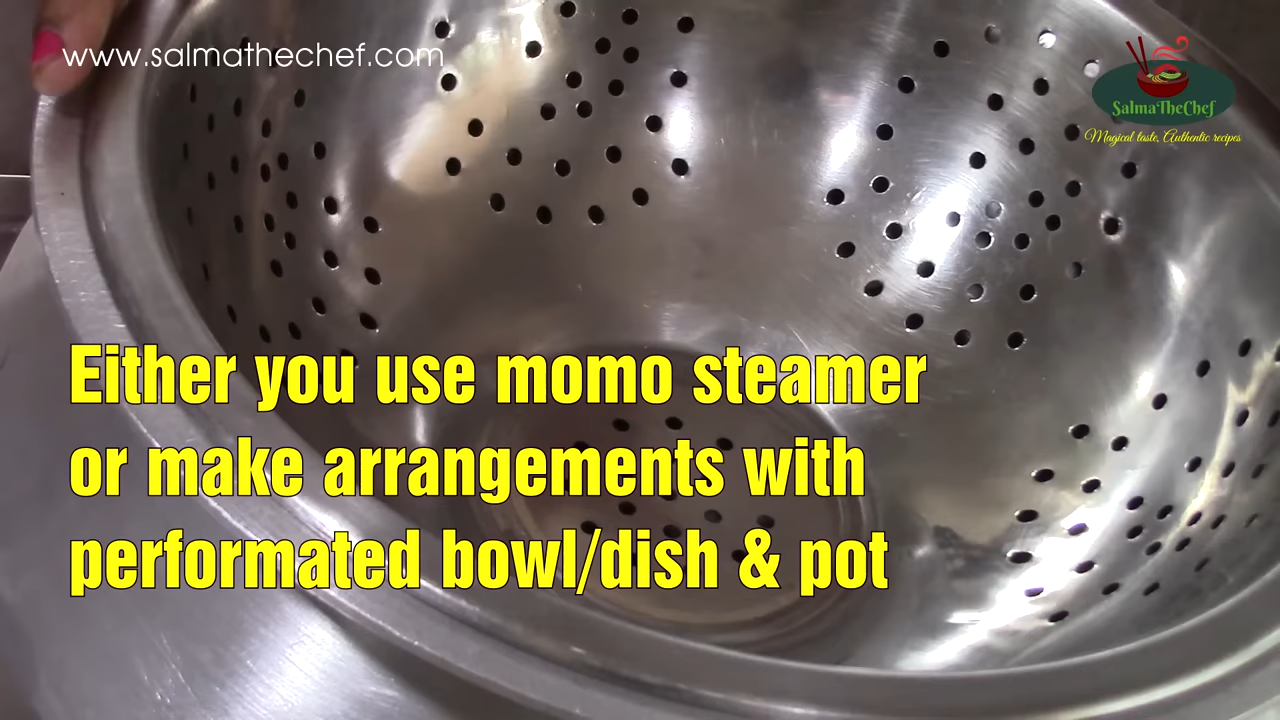 www.salmathechef.com
SalmaTheChef
Magical taste, Authentic recipes
Either you use momo steamer
or make arrangements with
performated bowl/dish & pot